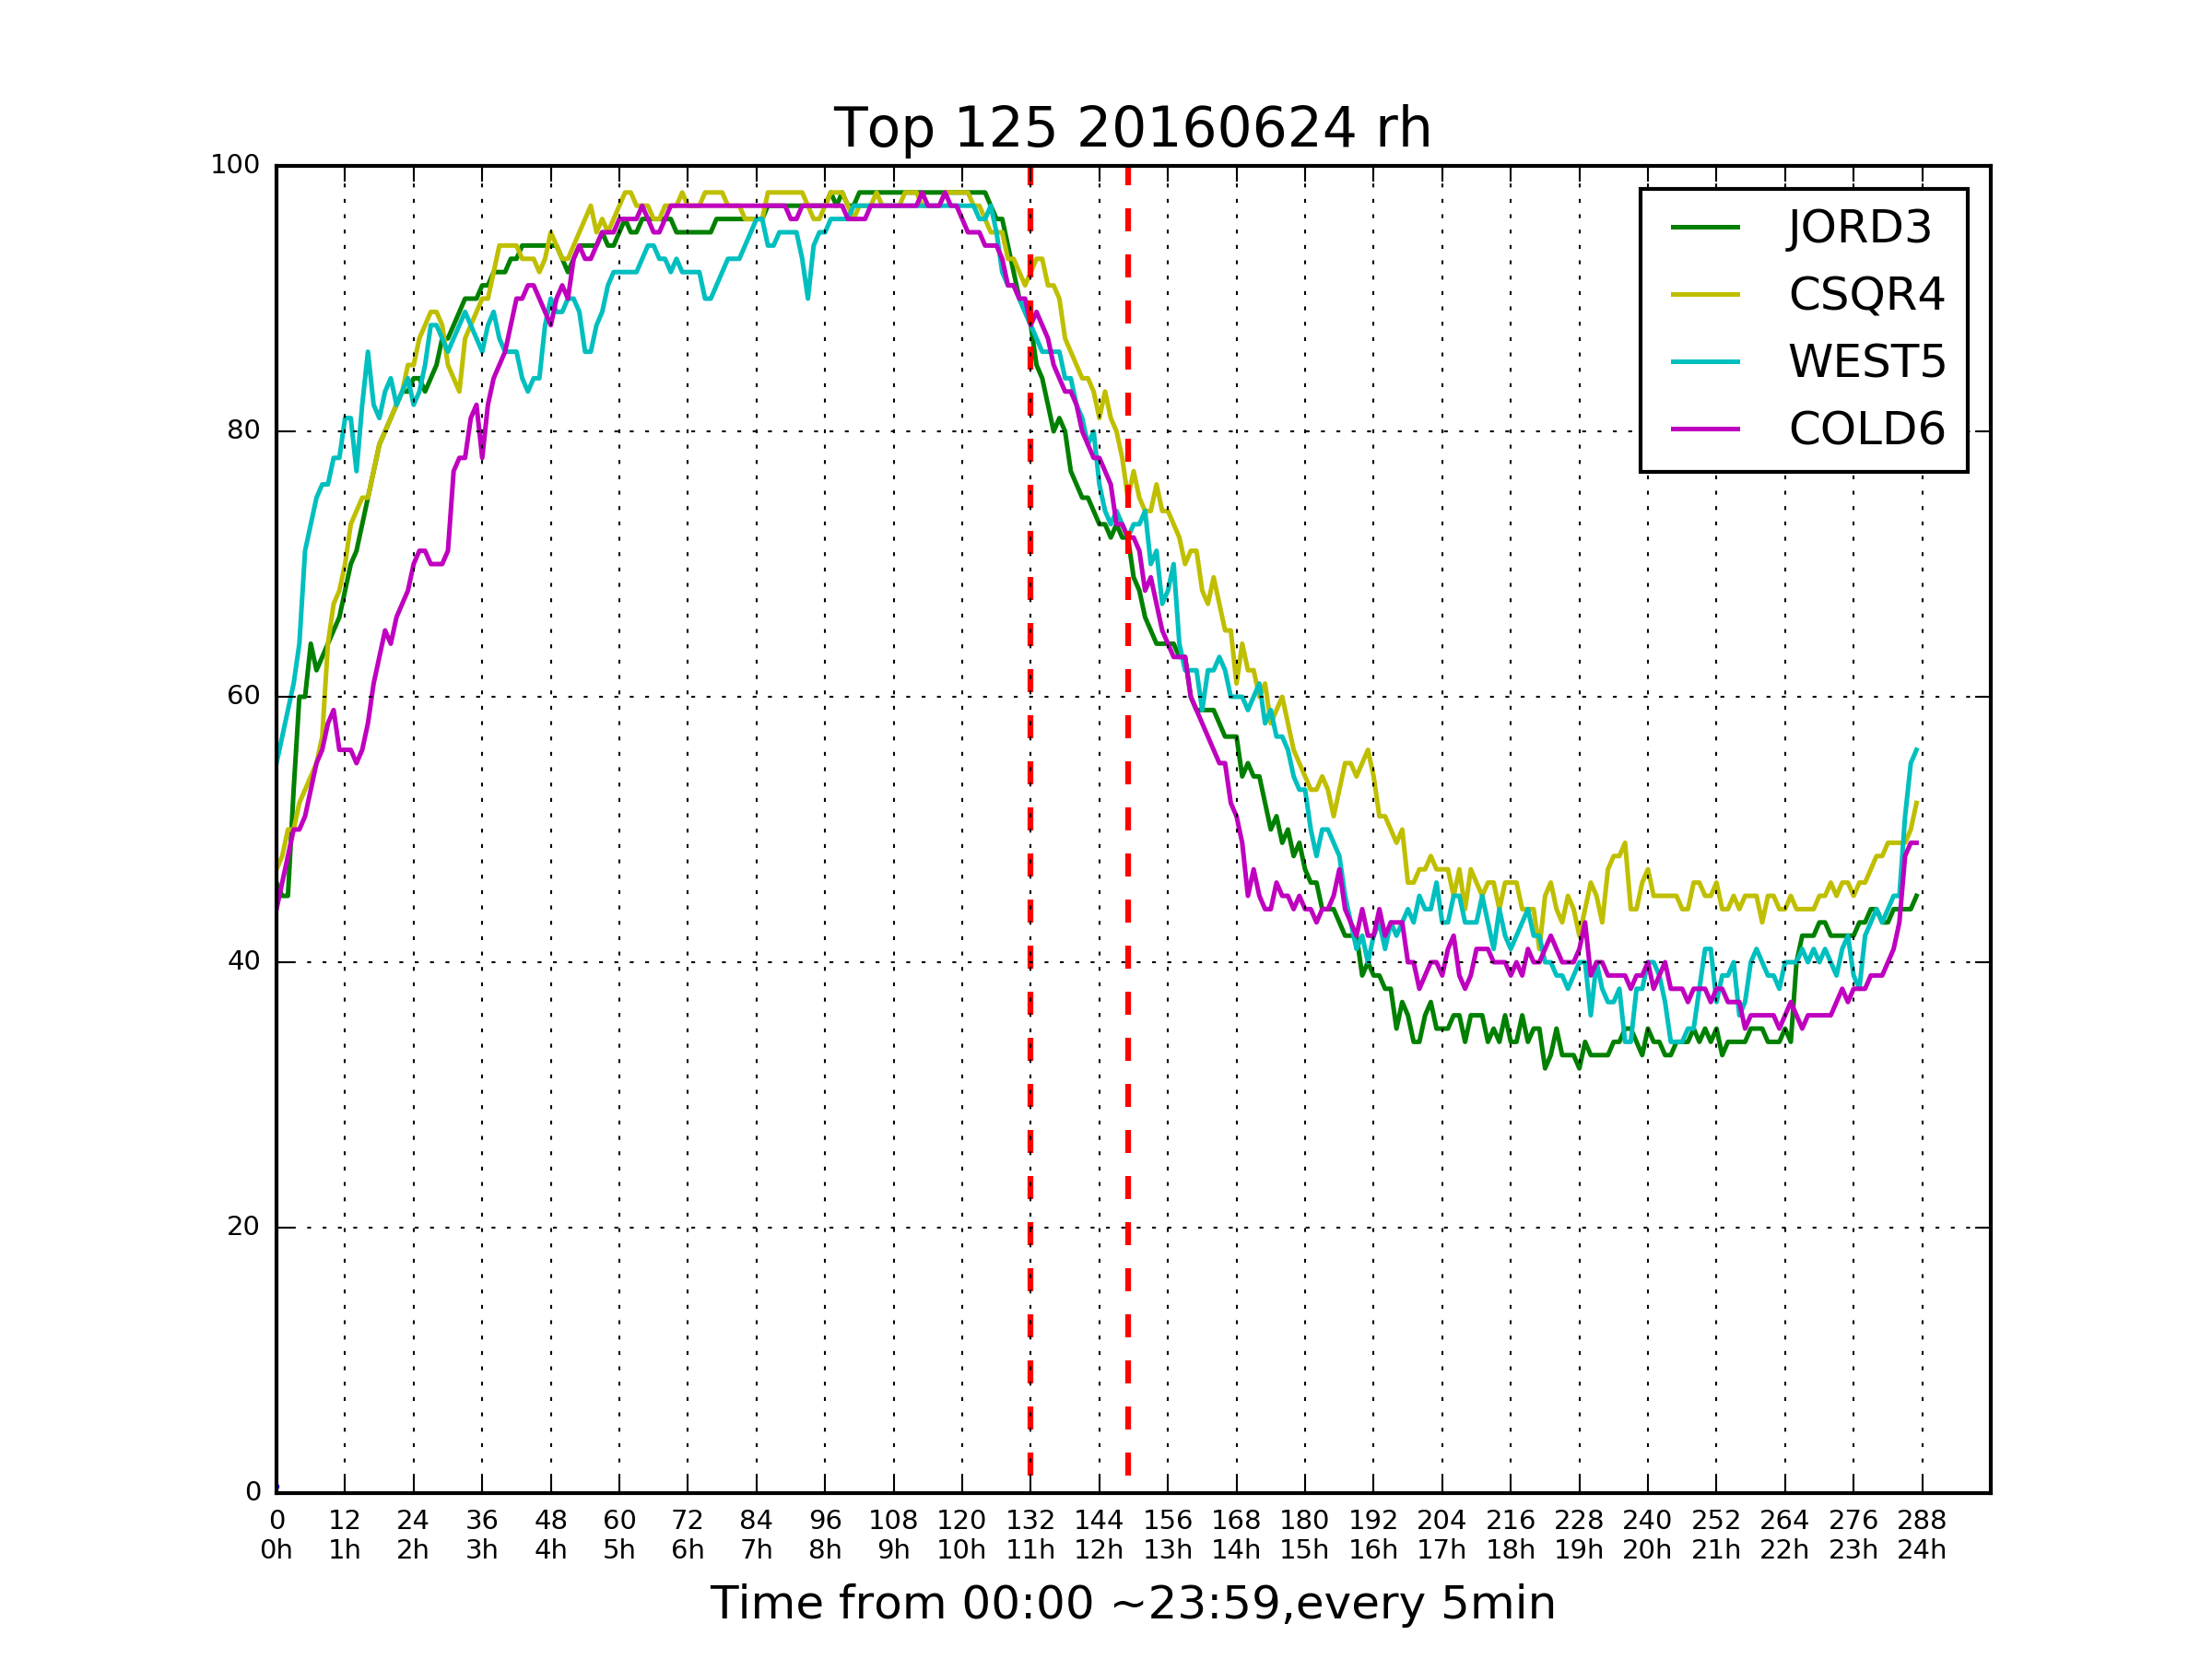 Top 125 20160624 rh
100
80
60
40
20
0
JORD3
CSQR4
WEST5
COLD6
0 12 24 36 48 60 72 84 96 108 120 132 144 156 168 180 192 204 216 228 240 252 264 276 288
0h 1h 2h 3h 4h 5h 6h 7h 8h 9h 10h 11h 12h 13h 14h 15h 16h 17h 18h 19h 20h 21h 22h 23h 24h
Time from 00:00 ~23:59,every 5min